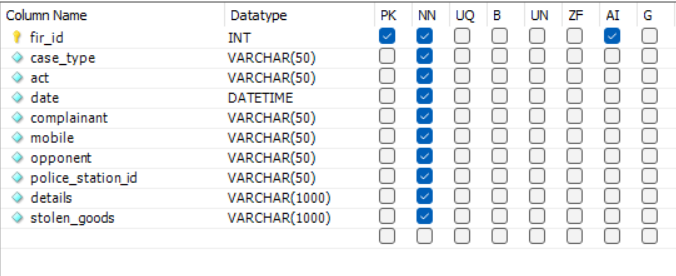 Column Name Datatype PK NN UQ B UN ZF AI G
fir_id INT
case_type VARCHAR(50)
act VARCHAR(50)
date DATETIME
complainant VARCHAR(50)
mobile VARCHAR(50)
opponent VARCHAR(50)
police_station_id VARCHAR(50)
details VARCHAR(1000)
stolen_goods VARCHAR(1000)